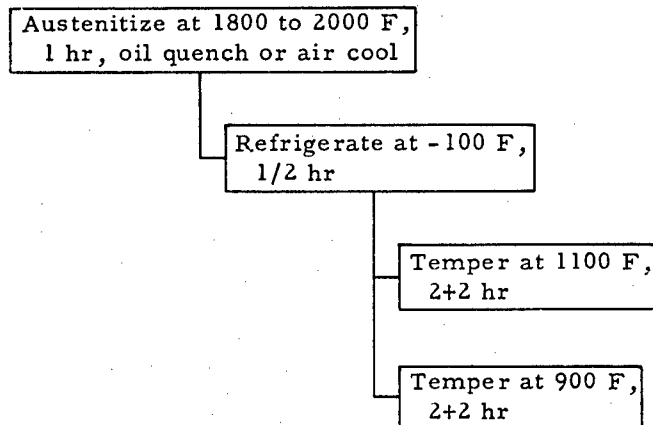 Austenitize at 1800 to 2000 F,
1 hr, oil quench or air cool
Refrigerate at -100 F,
1/2 hr
Temper at 1100 F,
2+2 hr
Temper at 900 F,
2+2 hr